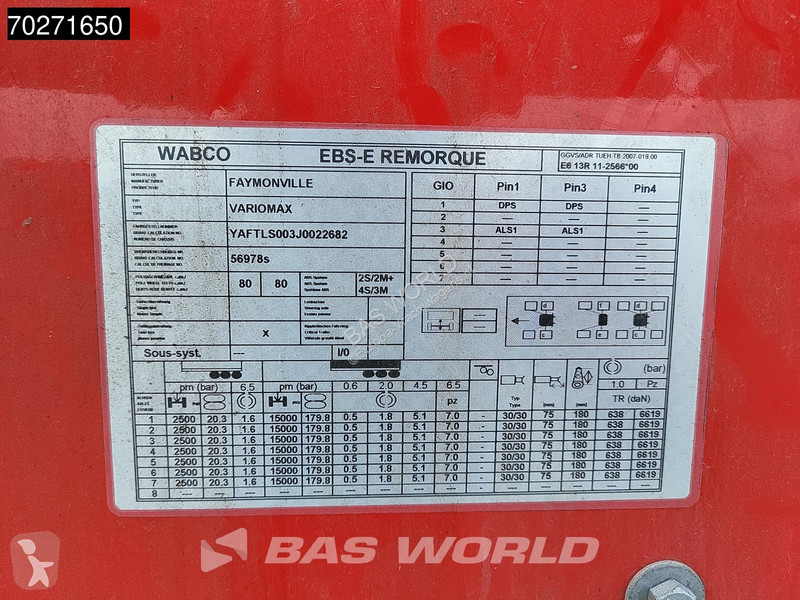 70271650
WABCO EBS-E REMORQUE
GGVS/ADR TUEH TB 2007-019.00
E6 13R 11-2566*00
FAYMONVILLE
VARIOMAX
YAFTLS003J0022682
56978s
80 80 2S/2M+
4S/3M
x
Sous-syst. --- I/0
GIO Pin1 Pin3 Pin4
1 DPS DPS —
2 — — —
3 ALS1 ALS1 —
4 — — —
5 — — —
6 — — —
7 — — —
d f d
c e c
pm (bar) 6.5 pm (bar) 0.6 2.0 4.5 6.5 (bar)
pz Typ (mm) (mm) 1.0 Pz
Type TR (daN)
1 2500 20.3 1.6 15000 179.8 0.5 1.8 5.1 7.0 - 30/30 75 180 638 6619
2 2500 20.3 1.6 15000 179.8 0.5 1.8 5.1 7.0 - 30/30 75 180 638 6619
3 2500 20.3 1.6 15000 179.8 0.5 1.8 5.1 7.0 - 30/30 75 180 638 6619
4 2500 20.3 1.6 15000 179.8 0.5 1.8 5.1 7.0 - 30/30 75 180 638 6619
5 2500 20.3 1.6 15000 179.8 0.5 1.8 5.1 7.0 - 30/30 75 180 638 6619
6 2500 20.3 1.6 15000 179.8 0.5 1.8 5.1 7.0 - 30/30 75 180 638 6619
7 2500 20.3 1.6 15000 179.8 0.5 1.8 5.1 7.0 - 30/30 75 180 638 6619
8 --- --- --- --- --- --- --- --- --- - --- --- --- --- ---
BAS WORLD
BAS WORLD